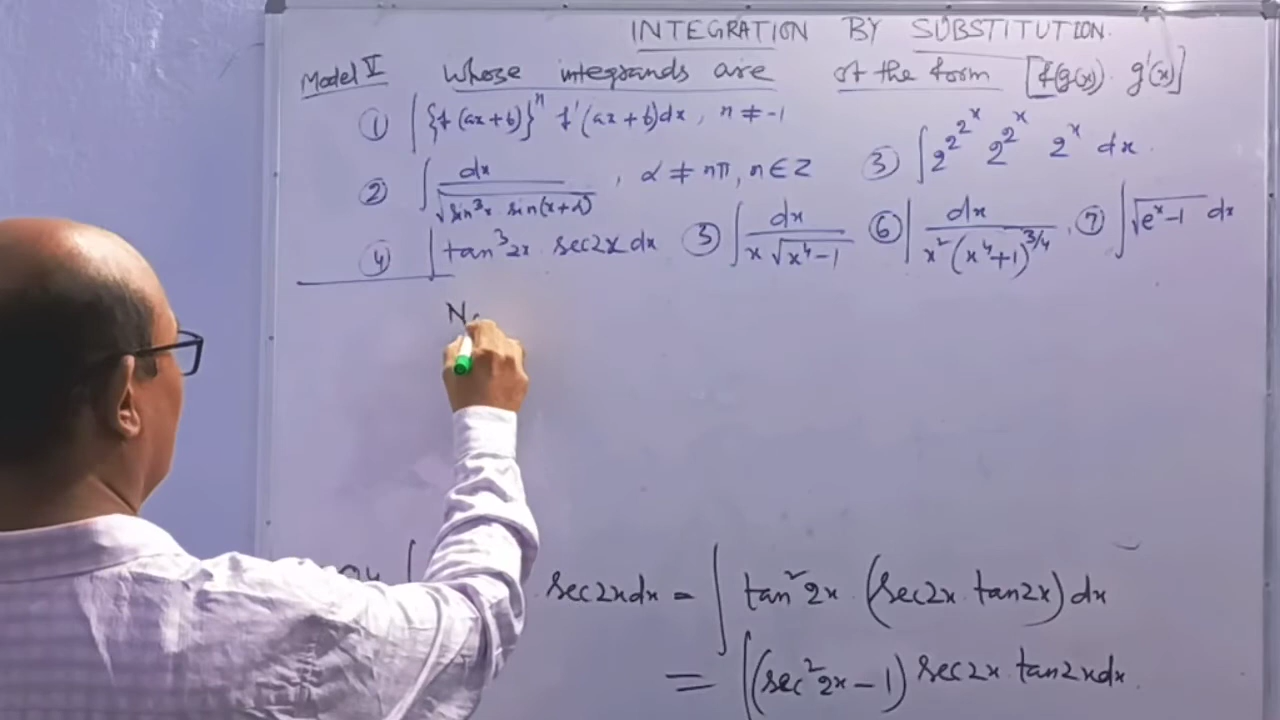 INTEGRATION BY SUBSTITUTION
Model V Whose integrands are of the form [f(g(x)) g'(x)]
① ∫{f(ax+b)}ⁿ f'(ax+b)dx, n ≠ -1
② ∫ dx / √(sin³x sin(x+α)), α ≠ nπ, n ∈ Z ③ ∫ 2^2^2^x 2^2^x 2^x dx
④ ∫ tan³2x sec2x dx ⑤ ∫ dx / (x√(x⁴-1)) ⑥ ∫ dx / (x²(x⁴+1)^(3/4)), ⑦ ∫ √(eˣ-1) dx
sec2xdx = ∫ tan²2x (sec2x tan2x) dx
= ∫(sec²2x - 1) sec2x tan2xdx